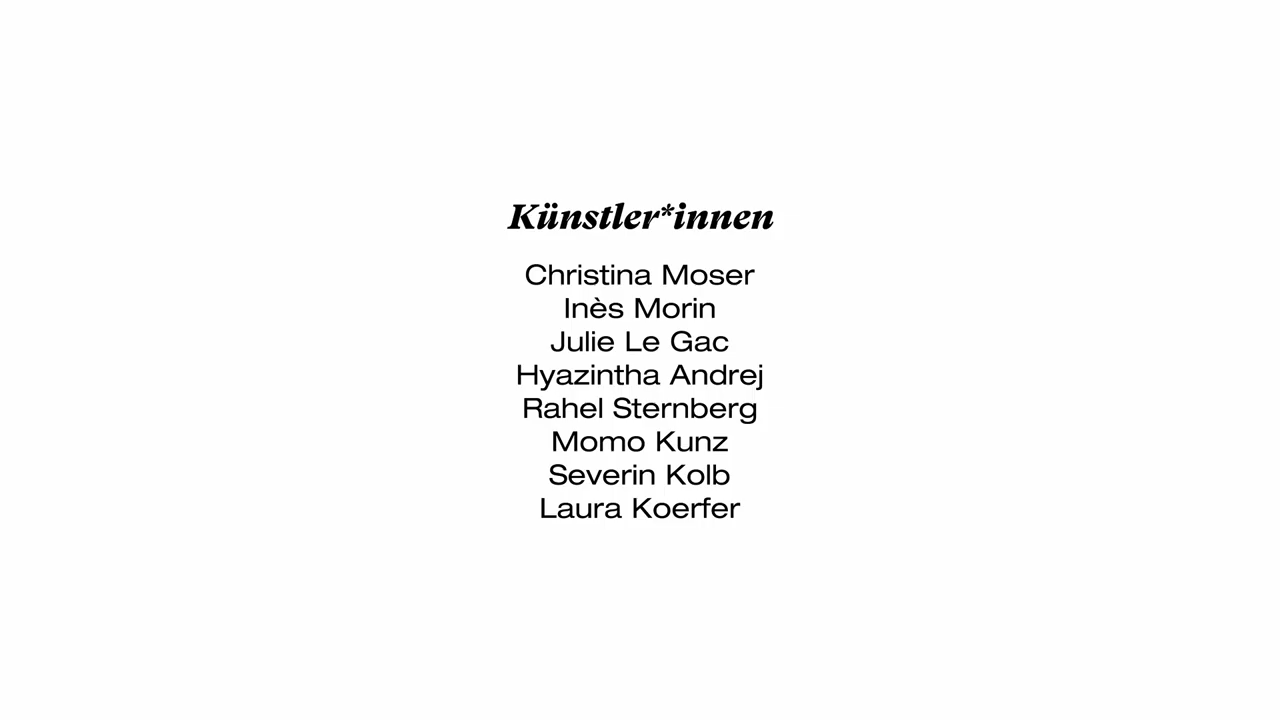 Künstler*innen
Christina Moser
Inès Morin
Julie Le Gac
Hyazintha Andrej
Rahel Sternberg
Momo Kunz
Severin Kolb
Laura Koerfer